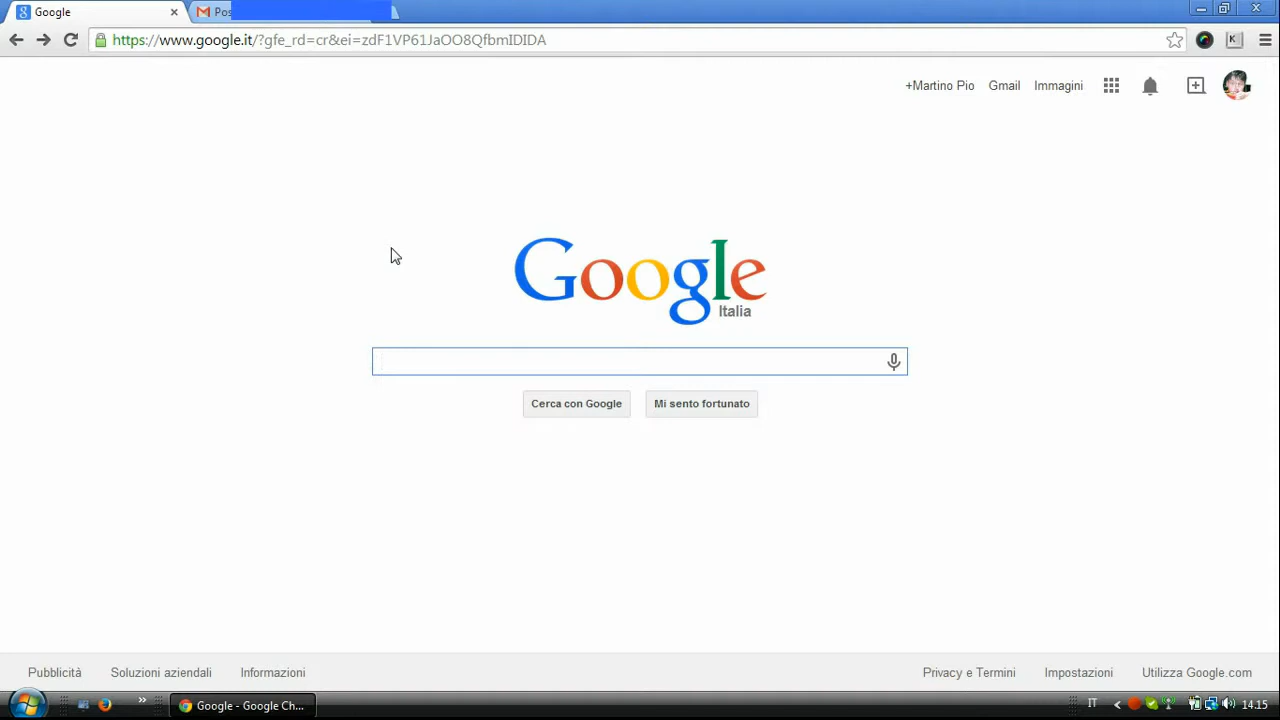 Google
Pos
https://www.google.it/?gfe_rd=cr&ei=zdF1VP61JaOO8QfbmIDIDA
+Martino Pio Gmail Immagini
Google
Italia
Cerca con Google Mi sento fortunato
Pubblicità Soluzioni aziendali Informazioni Privacy e Termini Impostazioni Utilizza Google.com
Google - Google Ch... IT 14.15